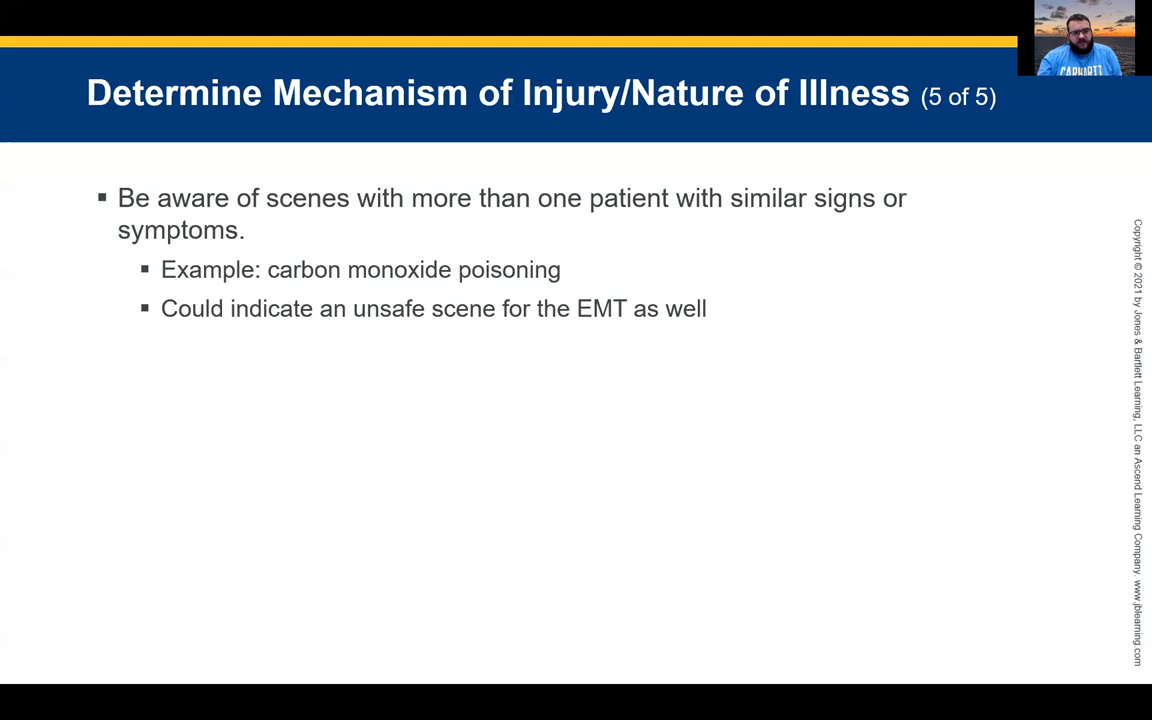 Determine Mechanism of Injury/Nature of Illness (5 of 5)
CARHARTT
▪ Be aware of scenes with more than one patient with similar signs or
symptoms.
▪ Example: carbon monoxide poisoning
▪ Could indicate an unsafe scene for the EMT as well
Copyright © 2021 by Jones & Bartlett Learning, LLC an Ascend Learning Company. www.jblearning.com